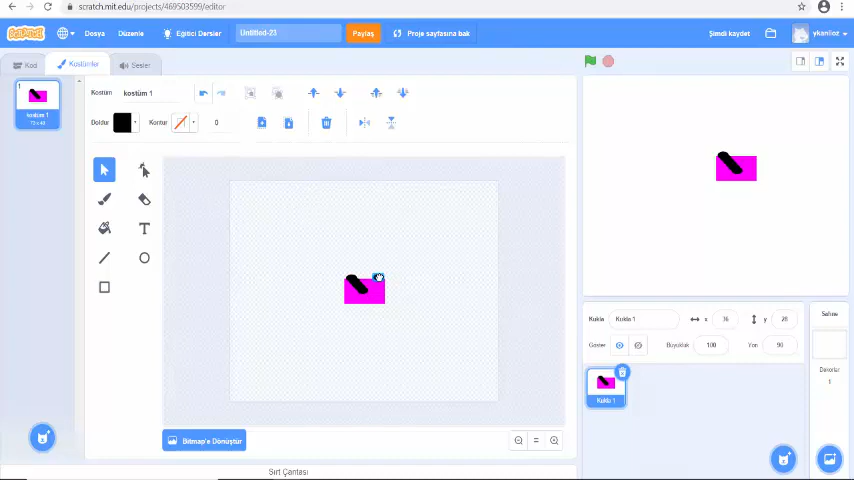 scratch.mit.edu/projects/469503599/editor
SCRATCH Dosya Düzenle Eğitici Dersler Untitled-23 Paylaş Proje sayfasına bak Şimdi kaydet ykaniloz
Kod Kostümler Sesler
1
kostüm 1
Kostüm kostüm 1
Doldur Kontur 0
T
Bitmap'e Dönüştür
Sırt Çantası
Kukla Kukla 1 x 36 y 28
Göster Büyüklük 100 Yön 90
Kukla 1
Sahne
Dekorlar
1